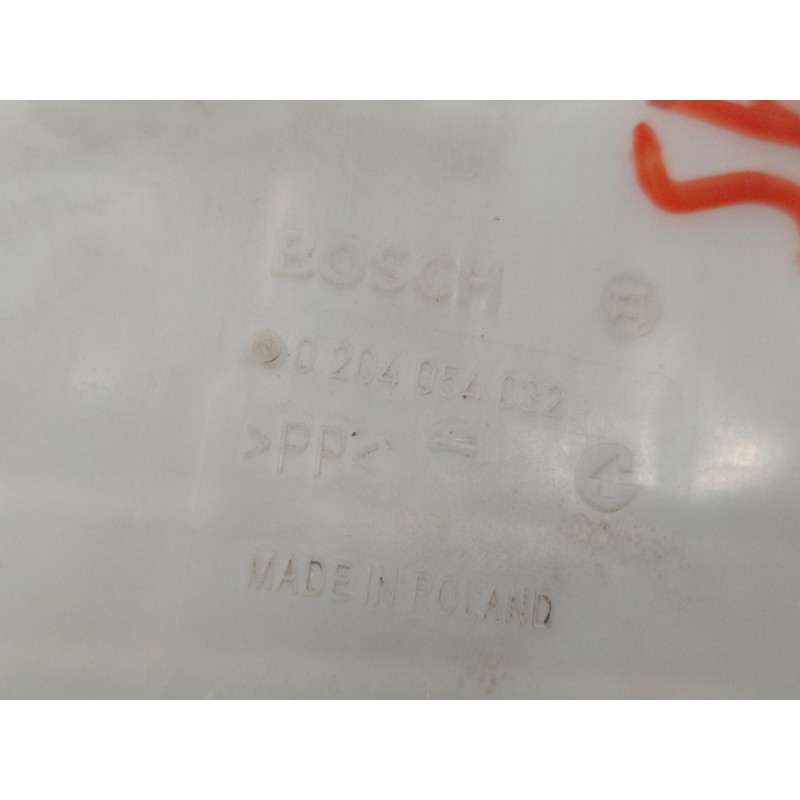 BOSCH
0 204 054 032
>PP<
MADE IN POLAND